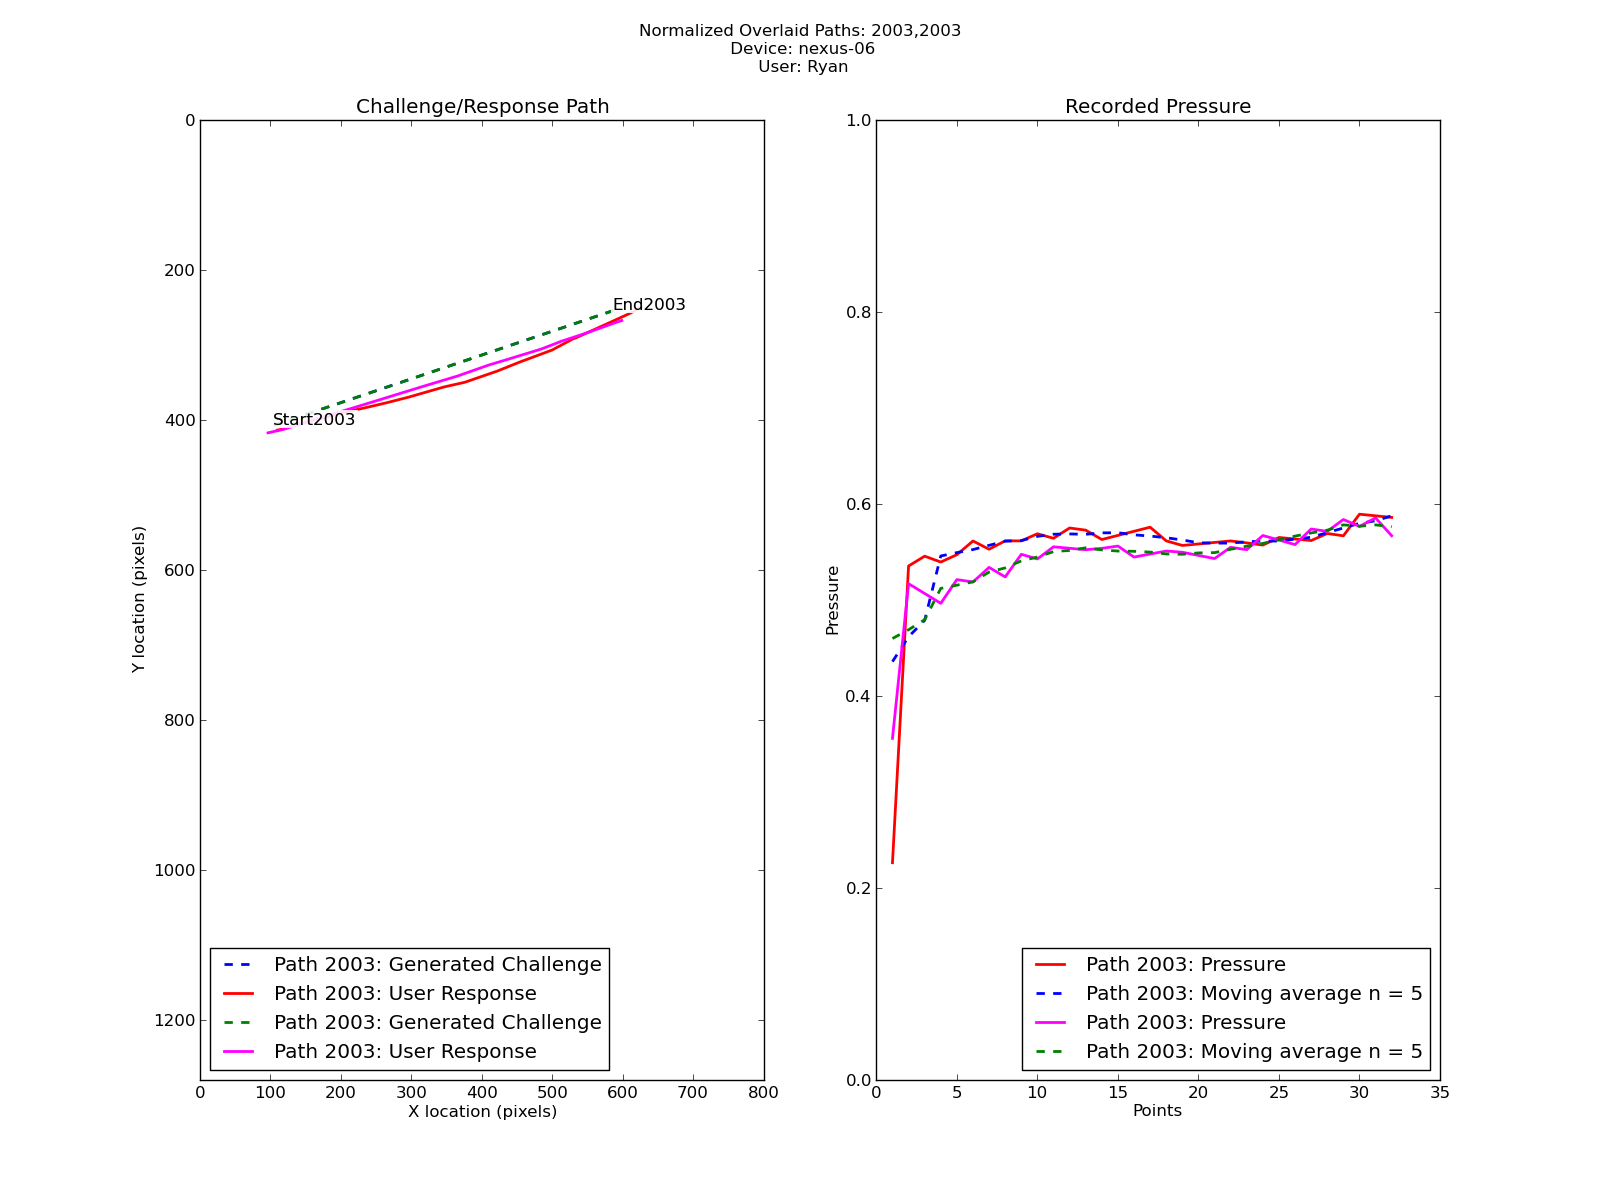 Normalized Overlaid Paths: 2003,2003
Device: nexus-06
User: Ryan
Challenge/Response Path
0
200
400
600
800
1000
1200
Y location (pixels)
End2003
Start2003
Path 2003: Generated Challenge
Path 2003: User Response
Path 2003: Generated Challenge
Path 2003: User Response
0 100 200 300 400 500 600 700 800
X location (pixels)
Recorded Pressure
1.0
0.8
0.6
0.4
0.2
0.0
Pressure
Path 2003: Pressure
Path 2003: Moving average n = 5
Path 2003: Pressure
Path 2003: Moving average n = 5
0 5 10 15 20 25 30 35
Points